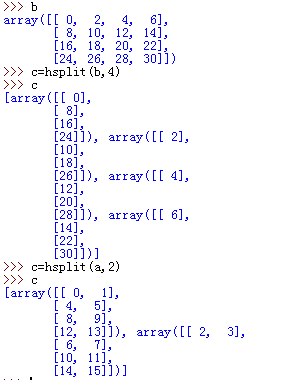 >>> b
array([[ 0,  2,  4,  6],
       [ 8, 10, 12, 14],
       [16, 18, 20, 22],
       [24, 26, 28, 30]])
>>> c=hsplit(b,4)
>>> c
[array([[ 0],
       [ 8],
       [16],
       [24]]), array([[ 2],
       [10],
       [18],
       [26]]), array([[ 4],
       [12],
       [20],
       [28]]), array([[ 6],
       [14],
       [22],
       [30]])]
>>> c=hsplit(a,2)
>>> c
[array([[ 0,  1],
       [ 4,  5],
       [ 8,  9],
       [12, 13]]), array([[ 2,  3],
       [ 6,  7],
       [10, 11],
       [14, 15]])]
>>>